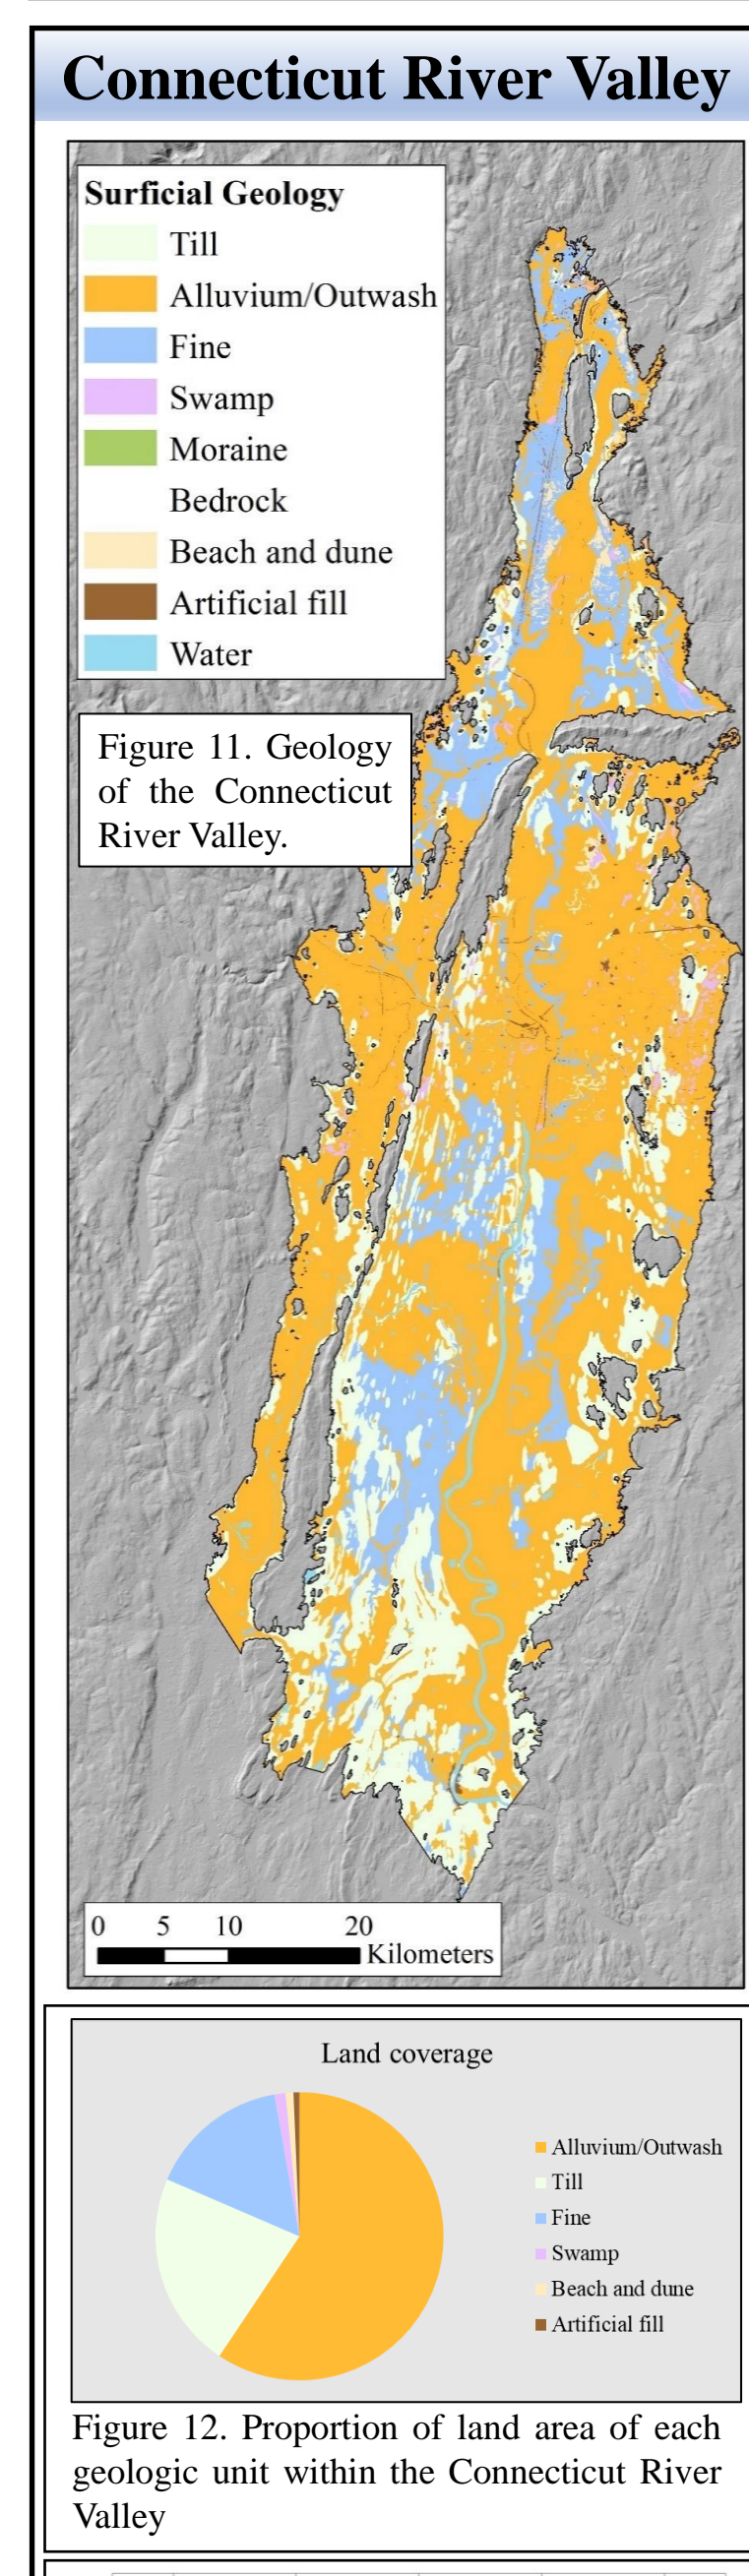 Connecticut River Valley
Surficial Geology
Till
Alluvium/Outwash
Fine
Swamp
Moraine
Bedrock
Beach and dune
Artificial fill
Water
Figure 11. Geology
of the Connecticut
River Valley.
0 5 10 20
Kilometers
Land coverage
Alluvium/Outwash
Till
Fine
Swamp
Beach and dune
Artificial fill
Figure 12. Proportion of land area of each
geologic unit within the Connecticut River
Valley